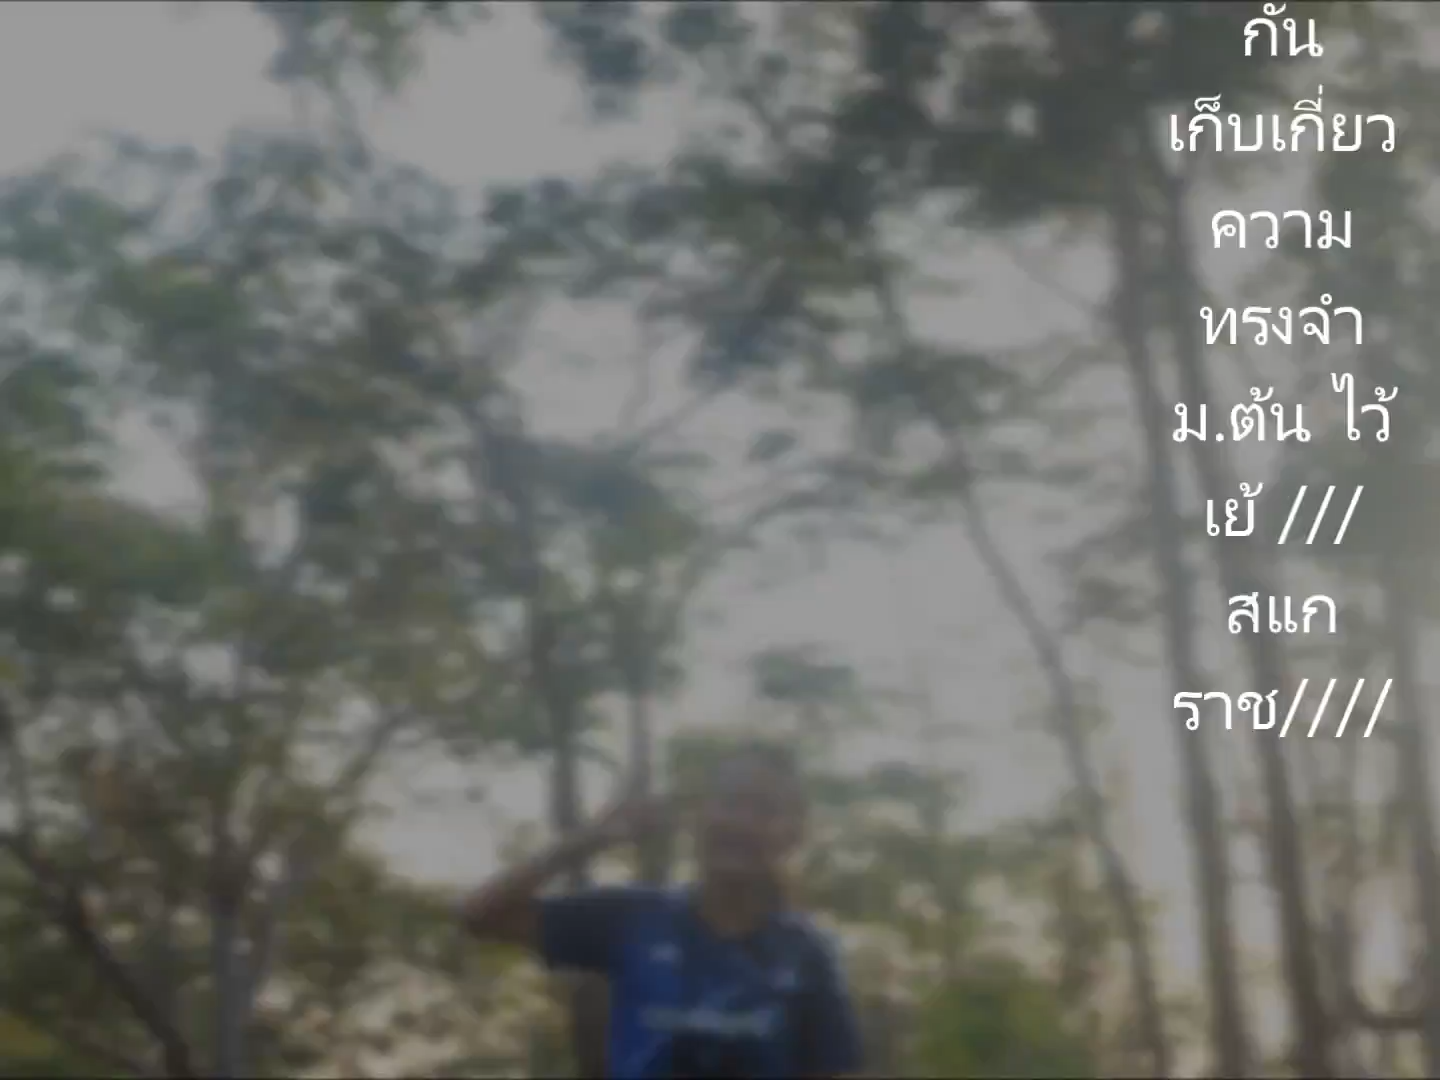 กัน
เก็บเกี่ยว
ความ
ทรงจำ
ม.ต้น ไว้
เย้ ///
สแก
ราช////